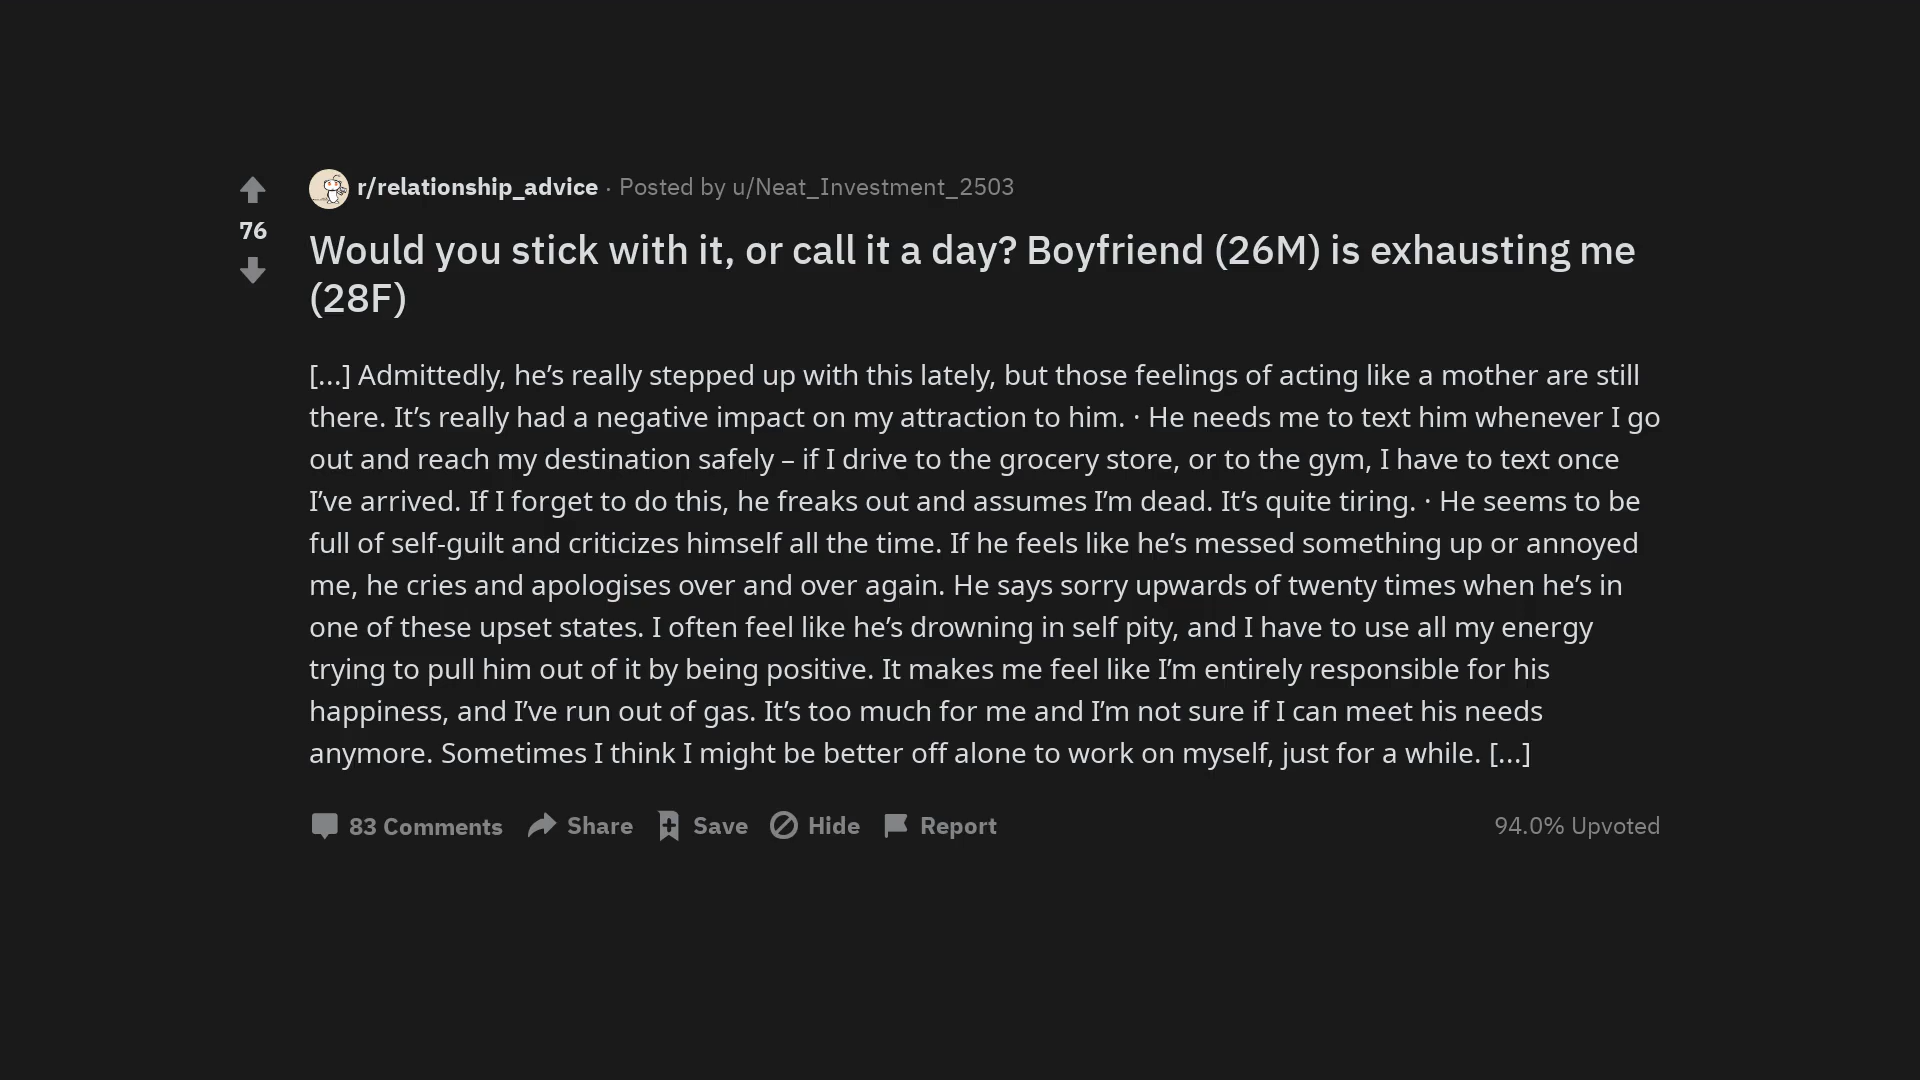 r/relationship_advice · Posted by u/Neat_Investment_2503
76
Would you stick with it, or call it a day? Boyfriend (26M) is exhausting me
(28F)
[...] Admittedly, he’s really stepped up with this lately, but those feelings of acting like a mother are still
there. It’s really had a negative impact on my attraction to him. · He needs me to text him whenever I go
out and reach my destination safely – if I drive to the grocery store, or to the gym, I have to text once
I’ve arrived. If I forget to do this, he freaks out and assumes I’m dead. It’s quite tiring. · He seems to be
full of self-guilt and criticizes himself all the time. If he feels like he’s messed something up or annoyed
me, he cries and apologises over and over again. He says sorry upwards of twenty times when he’s in
one of these upset states. I often feel like he’s drowning in self pity, and I have to use all my energy
trying to pull him out of it by being positive. It makes me feel like I’m entirely responsible for his
happiness, and I’ve run out of gas. It’s too much for me and I’m not sure if I can meet his needs
anymore. Sometimes I think I might be better off alone to work on myself, just for a while. [...]
83 Comments Share Save Hide Report 94.0% Upvoted